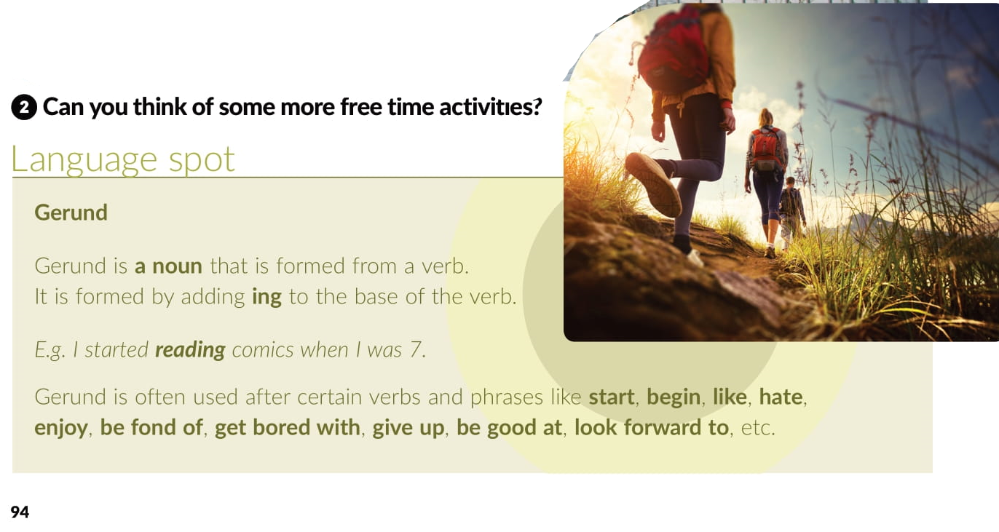 2 Can you think of some more free time activities?
Language spot
Gerund
Gerund is a noun that is formed from a verb.
It is formed by adding ing to the base of the verb.
E.g. I started reading comics when I was 7.
Gerund is often used after certain verbs and phrases like start, begin, like, hate,
enjoy, be fond of, get bored with, give up, be good at, look forward to, etc.
94